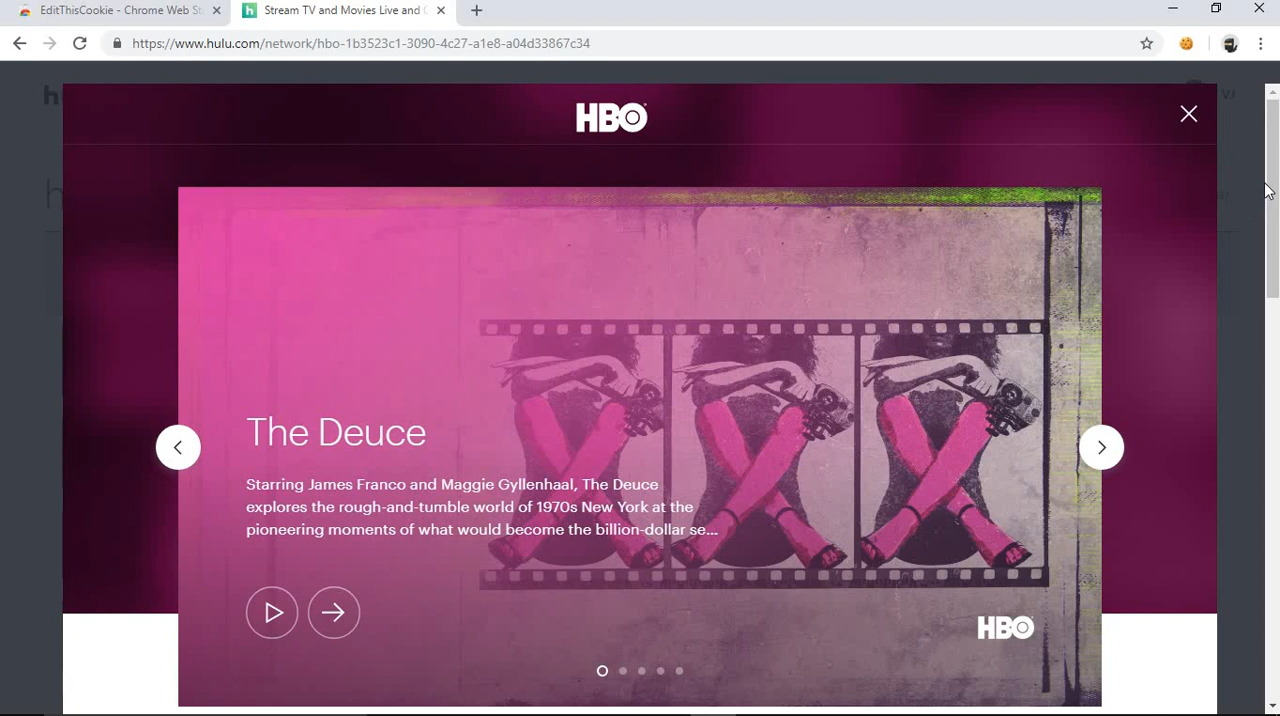 EditThisCookie - Chrome Web St
Stream TV and Movies Live and
https://www.hulu.com/network/hbo-1b3523c1-3090-4c27-a1e8-a04d33867c34
VJ
HBO
The Deuce
Starring James Franco and Maggie Gyllenhaal, The Deuce
explores the rough-and-tumble world of 1970s New York at the
pioneering moments of what would become the billion-dollar se...
HBO